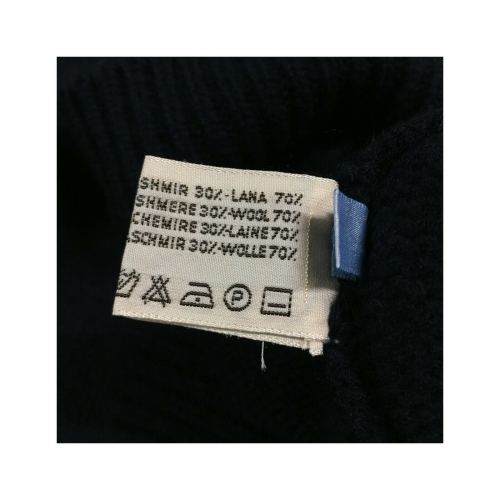 SHMIR 30%-LANA 70%
SHMERE 30%-WOOL 70%
CHEMIRE 30%-LAINE 70%
SCHMIR 30%-WOLLE 70%
P